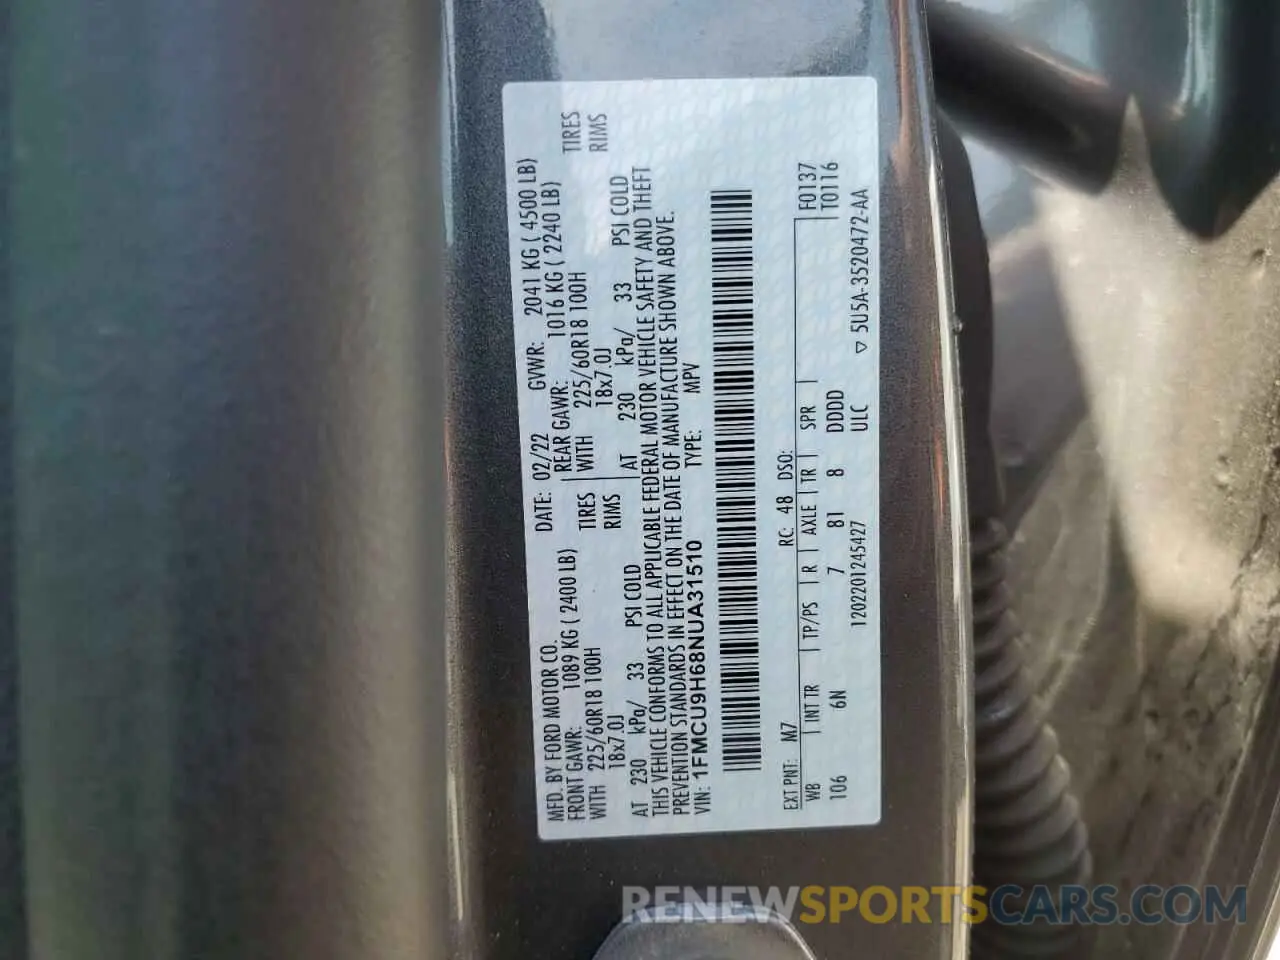 MFD. BY FORD MOTOR CO.
DATE: 02/22 GVWR: 2041 KG ( 4500 LB)
FRONT GAWR: 1089 KG ( 2400 LB) REAR GAWR: 1016 KG ( 2240 LB)
WITH 225/60R18 100H TIRES WITH 225/60R18 100H TIRES
18x7.0J RIMS 18x7.0J RIMS
AT 230 kPa/ 33 PSI COLD AT 230 kPa/ 33 PSI COLD
THIS VEHICLE CONFORMS TO ALL APPLICABLE FEDERAL MOTOR VEHICLE SAFETY AND THEFT
PREVENTION STANDARDS IN EFFECT ON THE DATE OF MANUFACTURE SHOWN ABOVE.
VIN: 1FMCU9H68NUA31510 TYPE: MPV
EXT PNT: M7 RC: 48 DSO:
WB INT TR TP/PS R AXLE TR SPR F0137
T0116
106 6N 7 81 8 DDDD
ULC
1202201245427 ▽ 5U5A-3520472-AA
RENEWSPORTSCARS.COM